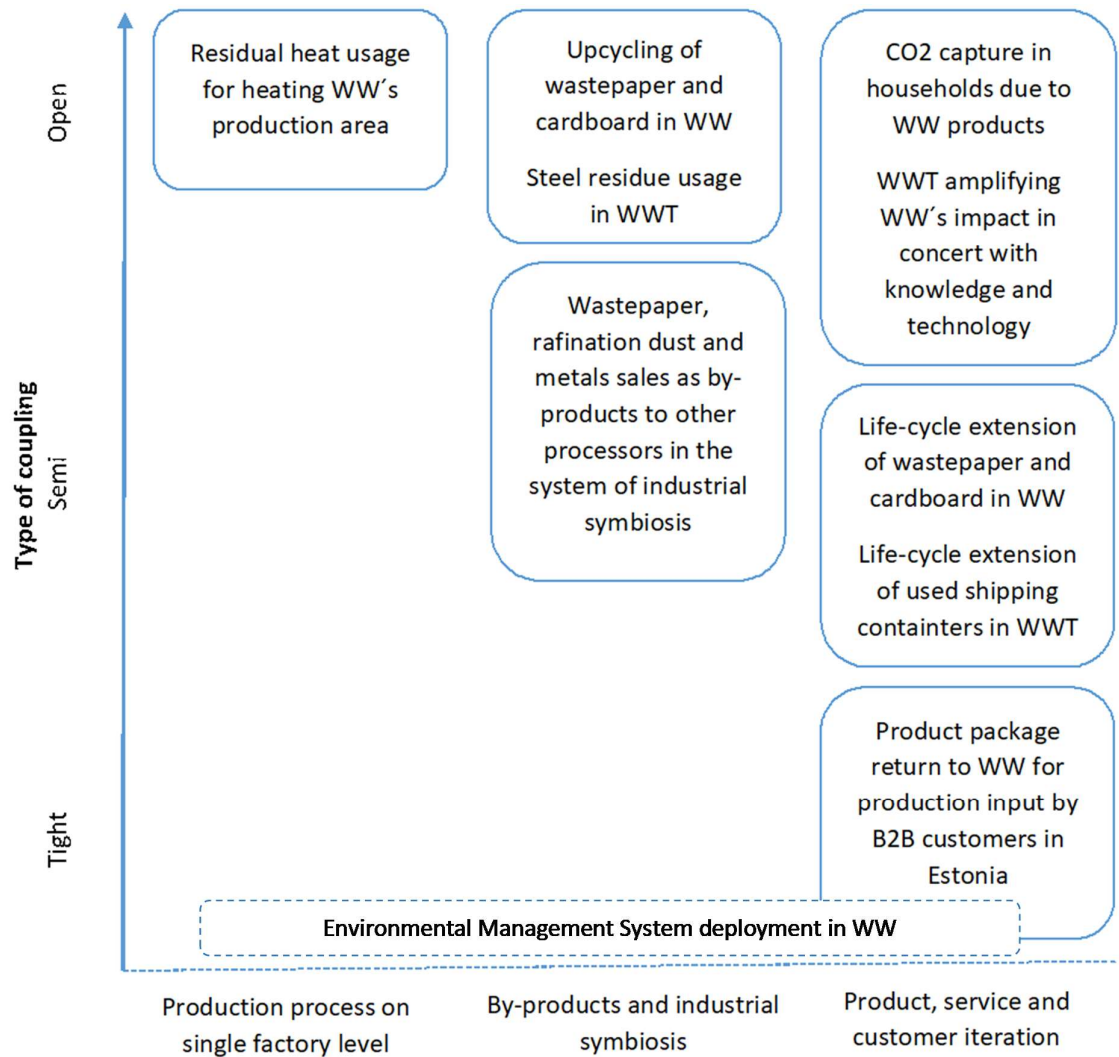 Type of coupling
Open
Semi
Tight
Residual heat usage
for heating WW´s
production area
Upcycling of
wastepaper and
cardboard in WW
Steel residue usage
in WWT
Wastepaper,
rafination dust and
metals sales as by-
products to other
processors in the
system of industrial
symbiosis
CO2 capture in
households due to
WW products
WWT amplifying
WW´s impact in
concert with
knowledge and
technology
Life-cycle extension
of wastepaper and
cardboard in WW
Life-cycle extension
of used shipping
containters in WWT
Product package
return to WW for
production input by
B2B customers in
Estonia
Environmental Management System deployment in WW
Production process on
single factory level
By-products and industrial
symbiosis
Product, service and
customer iteration